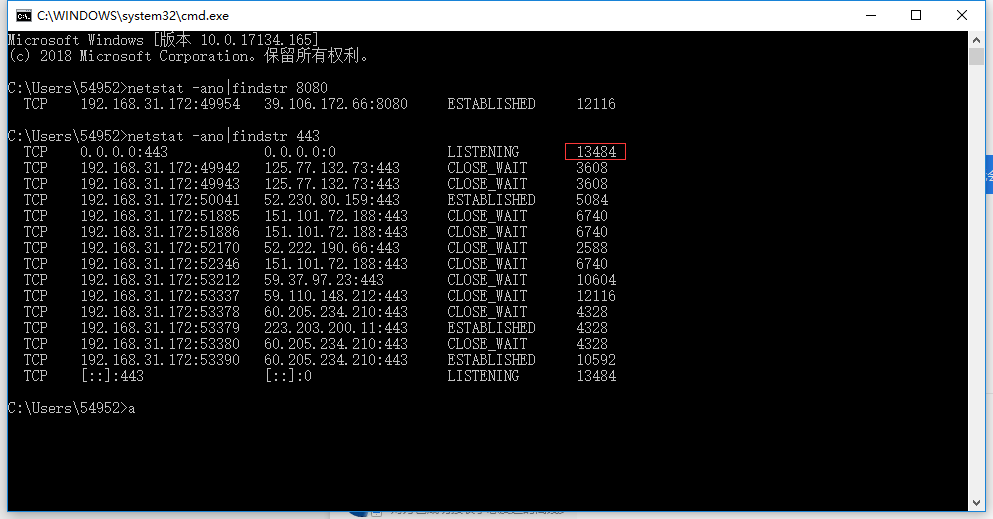 C:\WINDOWS\system32\cmd.exe
Microsoft Windows [版本 10.0.17134.165]
(c) 2018 Microsoft Corporation。保留所有权利。
C:\Users\54952>netstat -ano|findstr 8080
TCP 192.168.31.172:49954 39.106.172.66:8080 ESTABLISHED 12116
C:\Users\54952>netstat -ano|findstr 443
TCP 0.0.0.0:443 0.0.0.0:0 LISTENING 13484
TCP 192.168.31.172:49942 125.77.132.73:443 CLOSE_WAIT 3608
TCP 192.168.31.172:49943 125.77.132.73:443 CLOSE_WAIT 3608
TCP 192.168.31.172:50041 52.230.80.159:443 ESTABLISHED 5084
TCP 192.168.31.172:51885 151.101.72.188:443 CLOSE_WAIT 6740
TCP 192.168.31.172:51886 151.101.72.188:443 CLOSE_WAIT 6740
TCP 192.168.31.172:52170 52.222.190.66:443 CLOSE_WAIT 2588
TCP 192.168.31.172:52346 151.101.72.188:443 CLOSE_WAIT 6740
TCP 192.168.31.172:53212 59.37.97.23:443 CLOSE_WAIT 10604
TCP 192.168.31.172:53337 59.110.148.212:443 CLOSE_WAIT 12116
TCP 192.168.31.172:53378 60.205.234.210:443 CLOSE_WAIT 4328
TCP 192.168.31.172:53379 223.203.200.11:443 ESTABLISHED 4328
TCP 192.168.31.172:53380 60.205.234.210:443 CLOSE_WAIT 4328
TCP 192.168.31.172:53390 60.205.234.210:443 ESTABLISHED 10592
TCP [::]:443 [::]:0 LISTENING 13484
C:\Users\54952>a